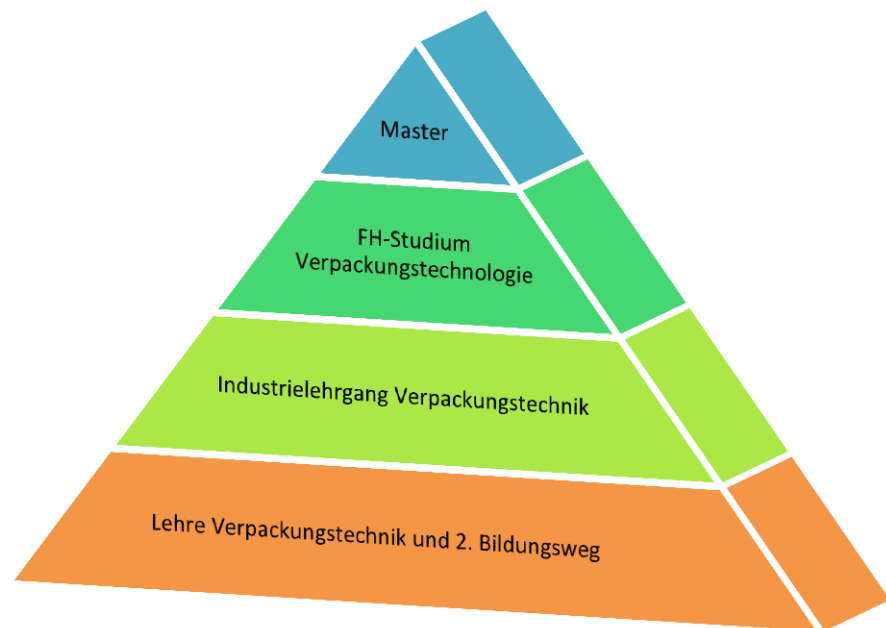 Master
FH-Studium
Verpackungstechnologie
Industrielehrgang Verpackungstechnik
Lehre Verpackungstechnik und 2. Bildungsweg